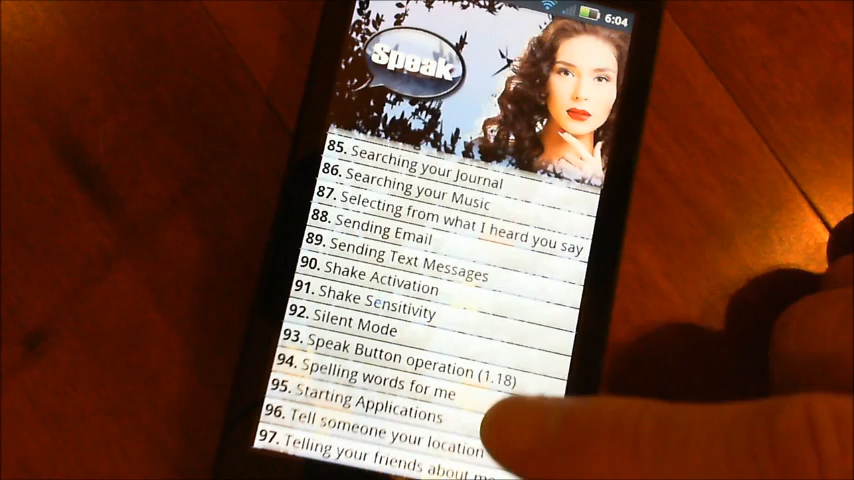 6:04
Speak
85. Searching your Journal
86. Searching your Music
87. Selecting from what I heard you say
88. Sending Email
89. Sending Text Messages
90. Shake Activation
91. Shake Sensitivity
92. Silent Mode
93. Speak Button operation (1.18)
94. Spelling words for me
95. Starting Applications
96. Tell someone your location
97. Telling your friends about